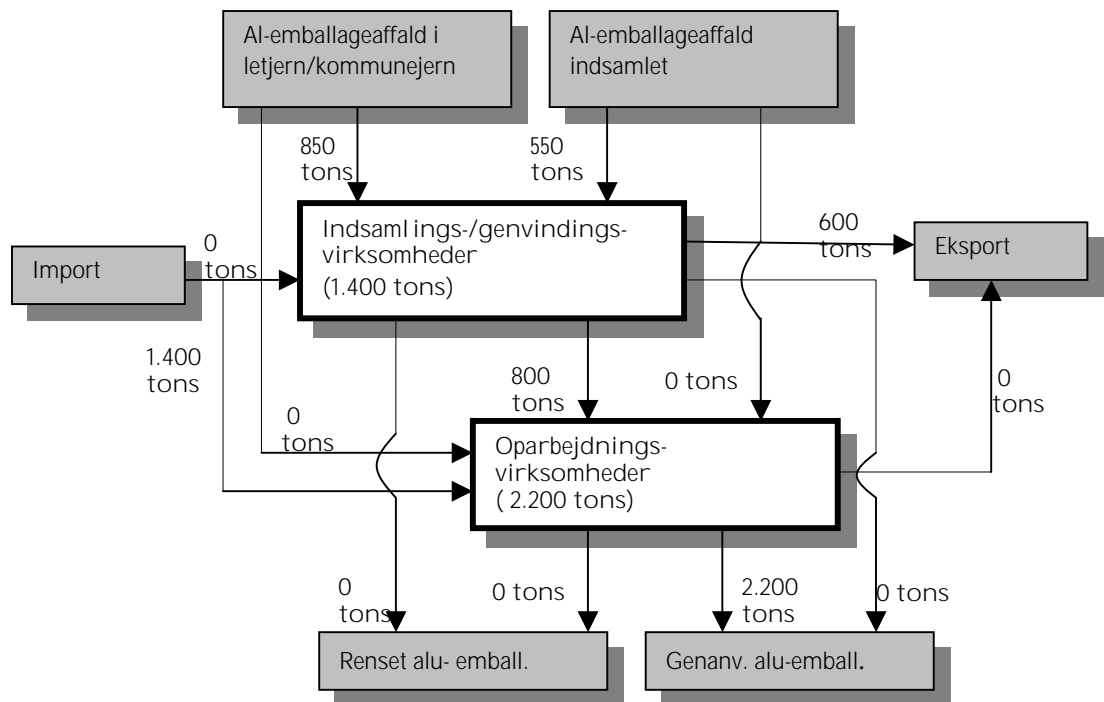 Al-emballageaffald i
letjern/kommunejern
Al-emballageaffald
indsamlet
850
tons
550
tons
Indsamlings-/genvindings-
virksomheder
(1.400 tons)
600
tons
Eksport
0
tons
Import
1.400
tons
800
tons
0 tons
0
tons
0
tons
Oparbejdnings-
virksomheder
( 2.200 tons)
0
tons
0 tons
2.200
tons
0 tons
Renset alu- emball.
Genanv. alu-emball.